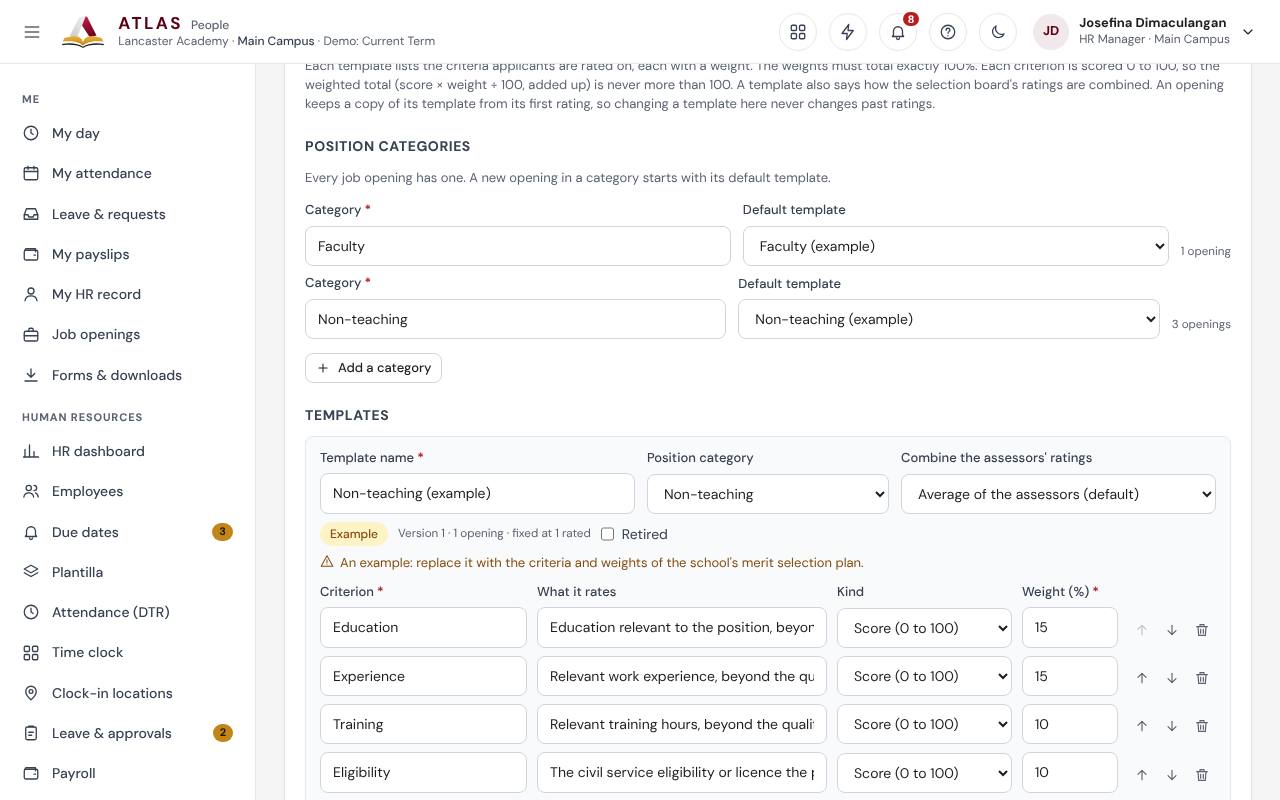 ATLAS People
Lancaster Academy · Main Campus · Demo: Current Term
8
JD
Josefina Dimaculangan
HR Manager · Main Campus
ME
My day
My attendance
Leave & requests
My payslips
My HR record
Job openings
Forms & downloads
HUMAN RESOURCES
HR dashboard
Employees
Due dates 3
Plantilla
Attendance (DTR)
Time clock
Clock-in locations
Leave & approvals 2
Payroll
Each template lists the criteria applicants are rated on, each with a weight. The weights must total exactly 100%. Each criterion is scored 0 to 100, so the
weighted total (score × weight ÷ 100, added up) is never more than 100. A template also says how the selection board's ratings are combined. An opening
keeps a copy of its template from its first rating, so changing a template here never changes past ratings.
POSITION CATEGORIES
Every job opening has one. A new opening in a category starts with its default template.
Category * Default template
Faculty Faculty (example) 1 opening
Category * Default template
Non-teaching Non-teaching (example) 3 openings
+ Add a category
TEMPLATES
Template name * Position category Combine the assessors' ratings
Non-teaching (example) Non-teaching Average of the assessors (default)
Example Version 1 · 1 opening · fixed at 1 rated Retired
An example: replace it with the criteria and weights of the school's merit selection plan.
Criterion * What it rates Kind Weight (%) *
Education Education relevant to the position, beyon Score (0 to 100) 15
Experience Relevant work experience, beyond the qu Score (0 to 100) 15
Training Relevant training hours, beyond the qualif Score (0 to 100) 10
Eligibility The civil service eligibility or licence the p Score (0 to 100) 10